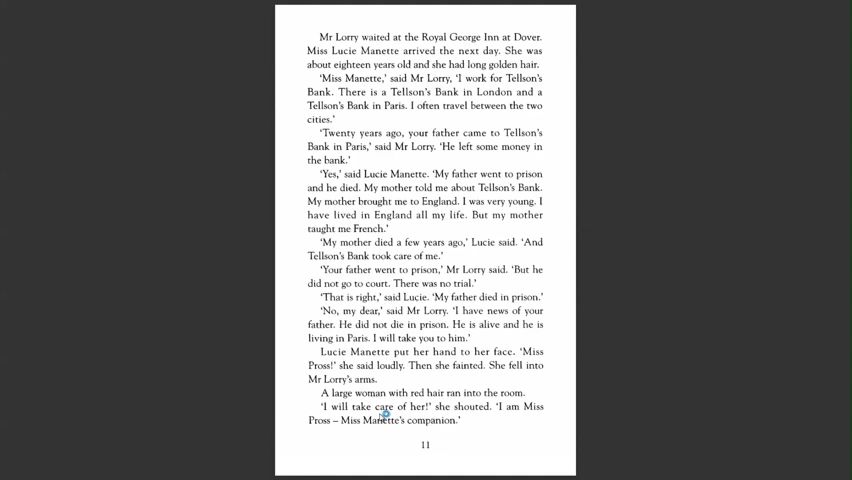 Mr Lorry waited at the Royal George Inn at Dover.
Miss Lucie Manette arrived the next day. She was
about eighteen years old and she had long golden hair.
‘Miss Manette,’ said Mr Lorry, ‘I work for Tellson’s
Bank. There is a Tellson’s Bank in London and a
Tellson’s Bank in Paris. I often travel between the two
cities.’
‘Twenty years ago, your father came to Tellson’s
Bank in Paris,’ said Mr Lorry. ‘He left some money in
the bank.’
‘Yes,’ said Lucie Manette. ‘My father went to prison
and he died. My mother told me about Tellson’s Bank.
My mother brought me to England. I was very young. I
have lived in England all my life. But my mother
taught me French.’
‘My mother died a few years ago,’ Lucie said. ‘And
Tellson’s Bank took care of me.’
‘Your father went to prison,’ Mr Lorry said. ‘But he
did not go to court. There was no trial.’
‘That is right,’ said Lucie. ‘My father died in prison.’
‘No, my dear,’ said Mr Lorry. ‘I have news of your
father. He did not die in prison. He is alive and he is
living in Paris. I will take you to him.’
Lucie Manette put her hand to her face. ‘Miss
Pross!’ she said loudly. Then she fainted. She fell into
Mr Lorry’s arms.
A large woman with red hair ran into the room.
‘I will take care of her!’ she shouted. ‘I am Miss
Pross – Miss Manette’s companion.’
11